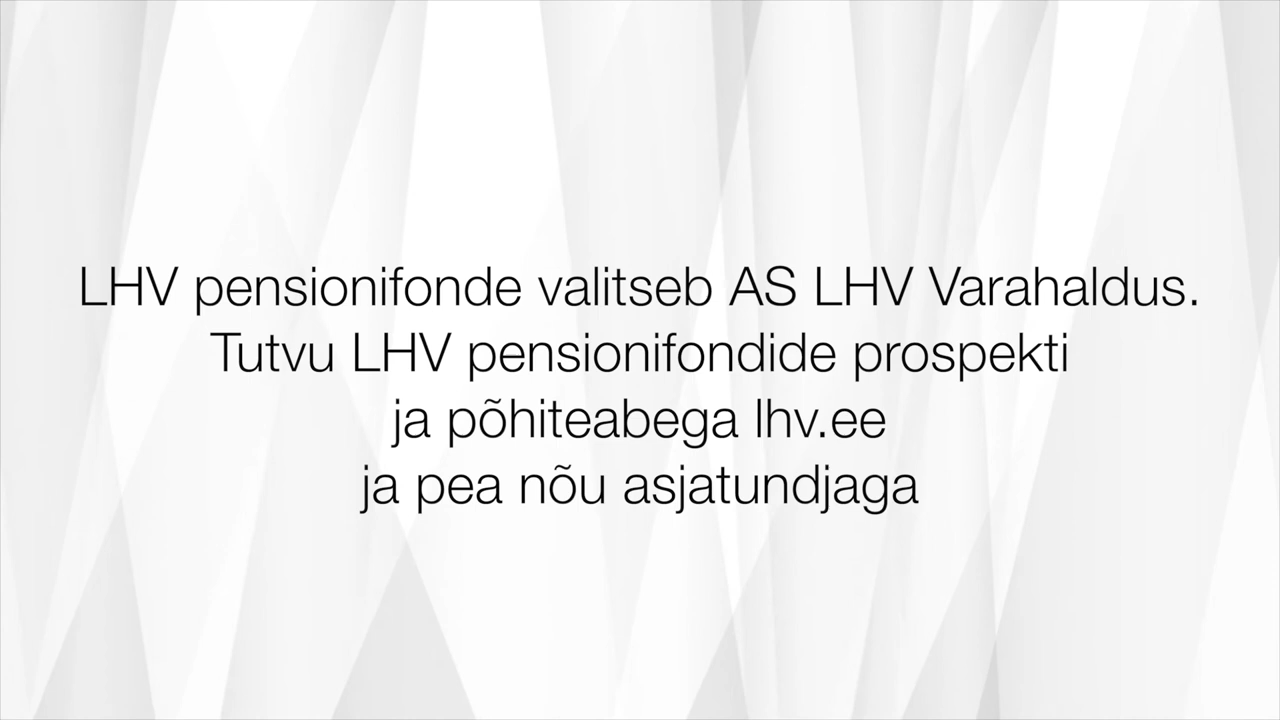 LHV pensionifonde valitseb AS LHV Varahaldus.
Tutvu LHV pensionifondide prospekti
ja põhiteabega lhv.ee
ja pea nõu asjatundjaga